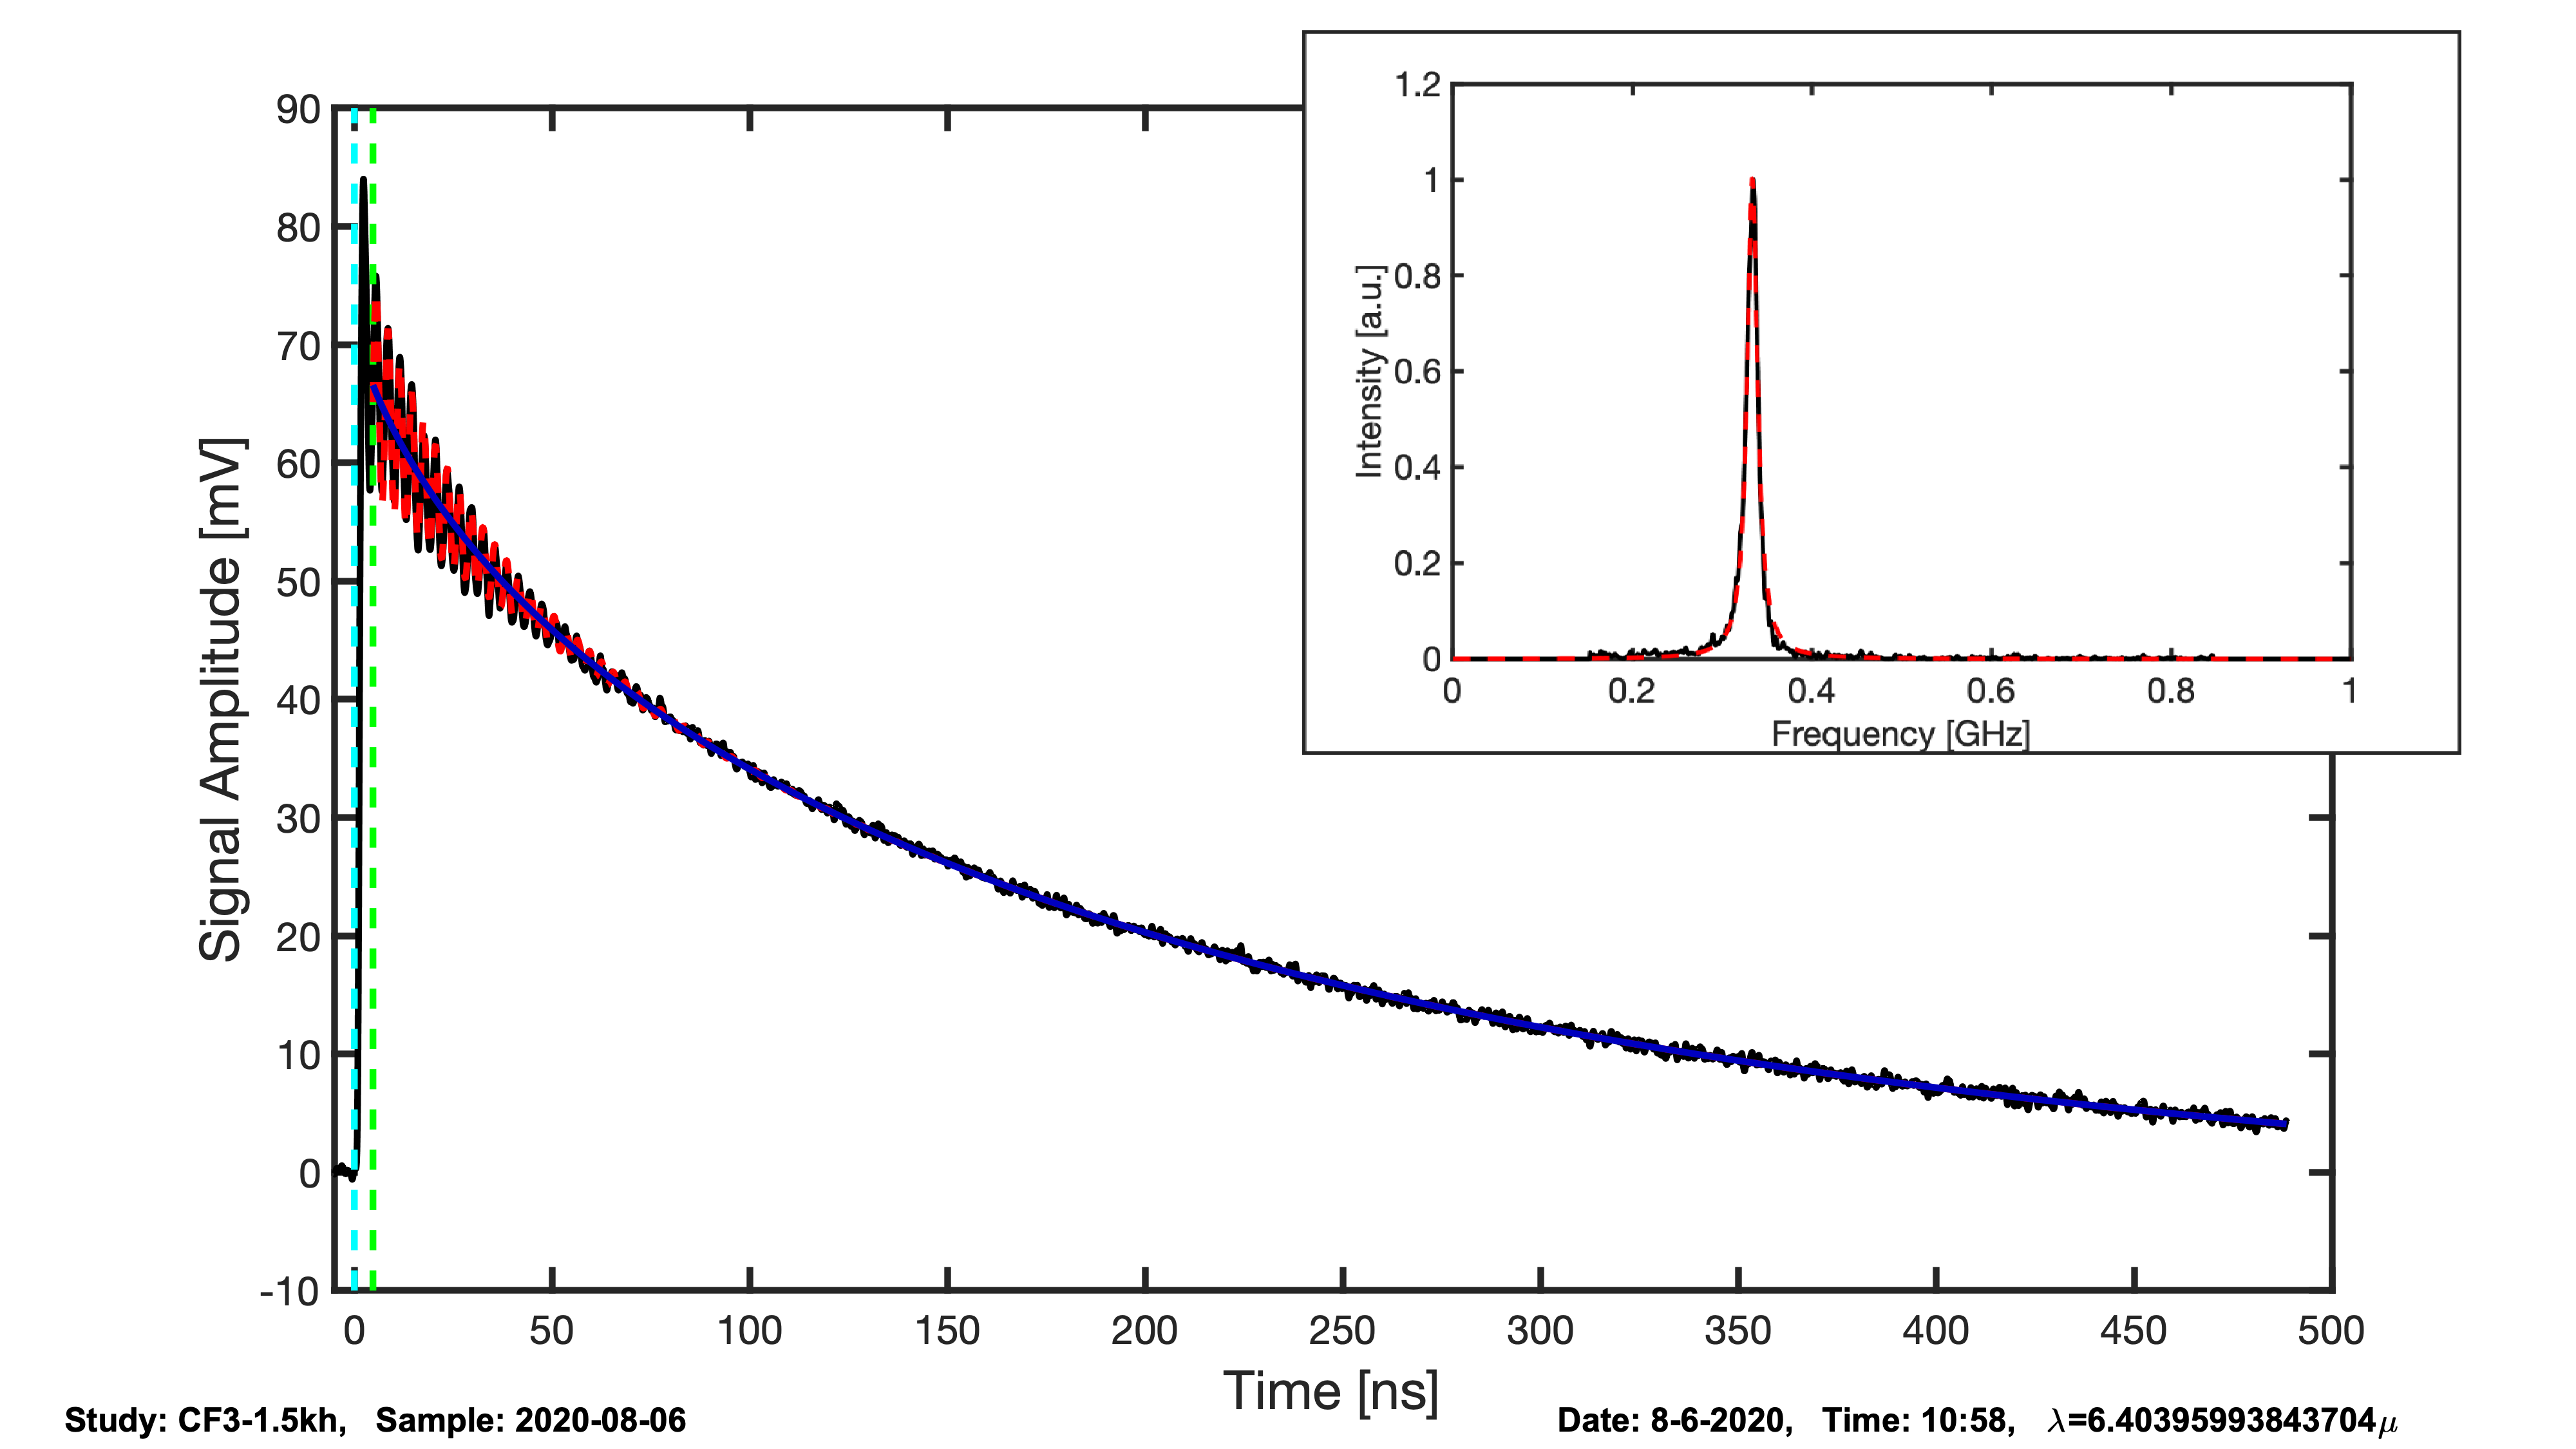 1.2
1
0.8
0.6
0.4
0.2
0
Intensity [a.u.]
0 0.2 0.4 0.6 0.8 1
Frequency [GHz]
90
80
70
60
50
40
30
20
10
0
-10
Signal Amplitude [mV]
0 50 100 150 200 250 300 350 400 450 500
Time [ns]
Study: CF3-1.5kh, Sample: 2020-08-06
Date: 8-6-2020, Time: 10:58, λ=6.40395993843704μ